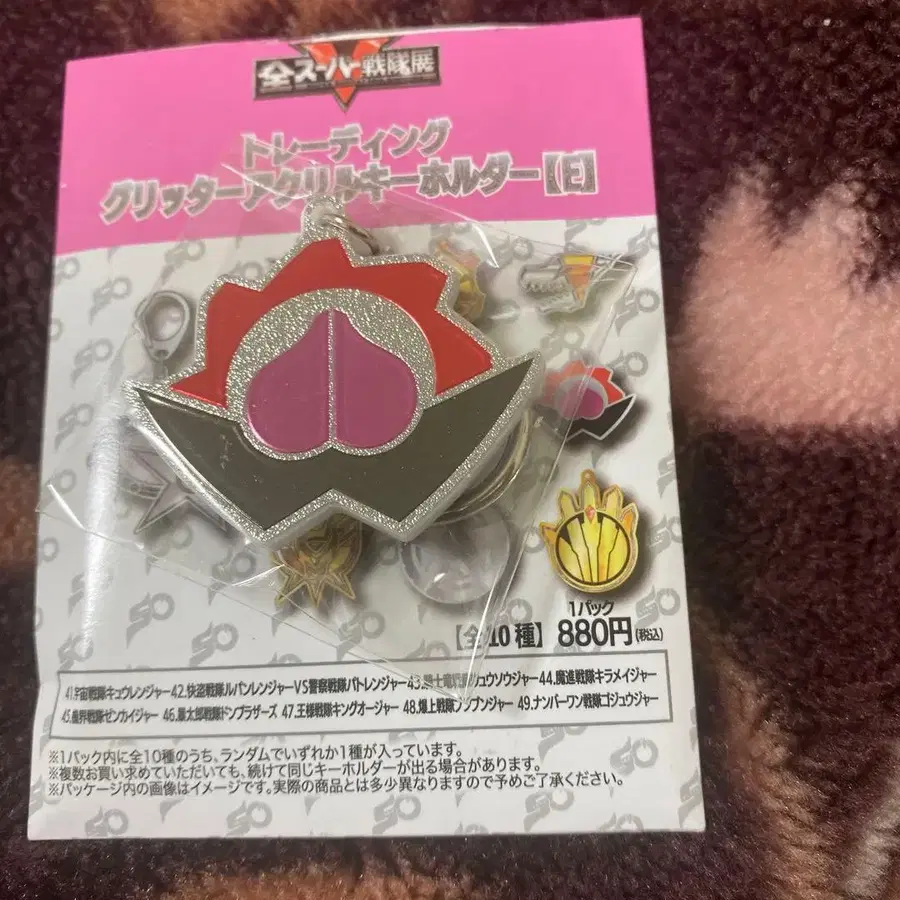 全スーパー戦隊展
トレーディング
グリッターアクリルキーホルダー【E】
1パック
【全10種】 880円(税込)
41.宇宙戦隊キュウレンジャー 42.快盗戦隊ルパンレンジャーVS警察戦隊パトレンジャー 43.騎士竜戦隊リュウソウジャー 44.魔進戦隊キラメイジャー
45.機界戦隊ゼンカイジャー 46.暴太郎戦隊ドンブラザーズ 47.王様戦隊キングオージャー 48.爆上戦隊ブンブンジャー 49.ナンバーワン戦隊ゴジュウジャー
※1パック内に全10種のうち、ランダムでいずれか1種が入っています。
※複数お買い求めていただいても、続けて同じキーホルダーが出る場合があります。
※パッケージ内の画像はイメージです。実際の商品とは多少異なりますので予めご了承ください。